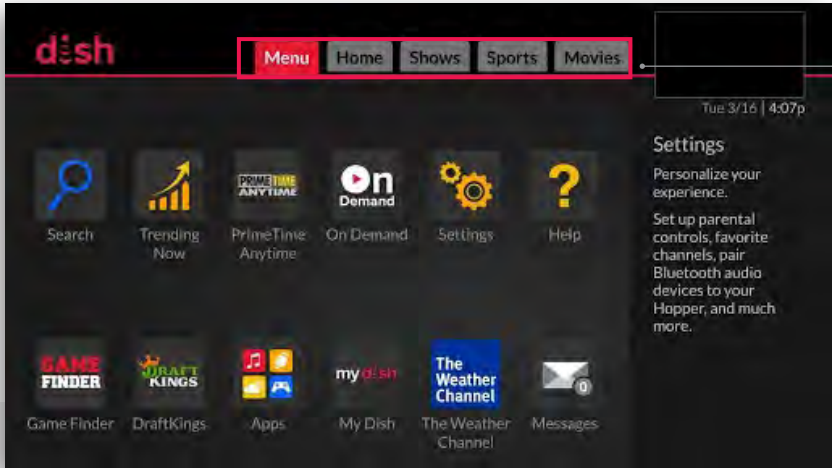 dish
Menu Home Shows Sports Movies
Tue 3/16 | 4:07p
Settings
Personalize your
experience.
Set up parental
controls, favorite
channels, pair
Bluetooth audio
devices to your
Hopper, and much
more.
PRIMETIME
ANYTIME
On
Demand
?
Search Trending
Now PrimeTime
Anytime On Demand Settings Help
GAME
FINDER
DRAFT
KINGS
my dish
The
Weather
Channel
0
Game Finder DraftKings Apps My Dish The Weather
Channel Messages